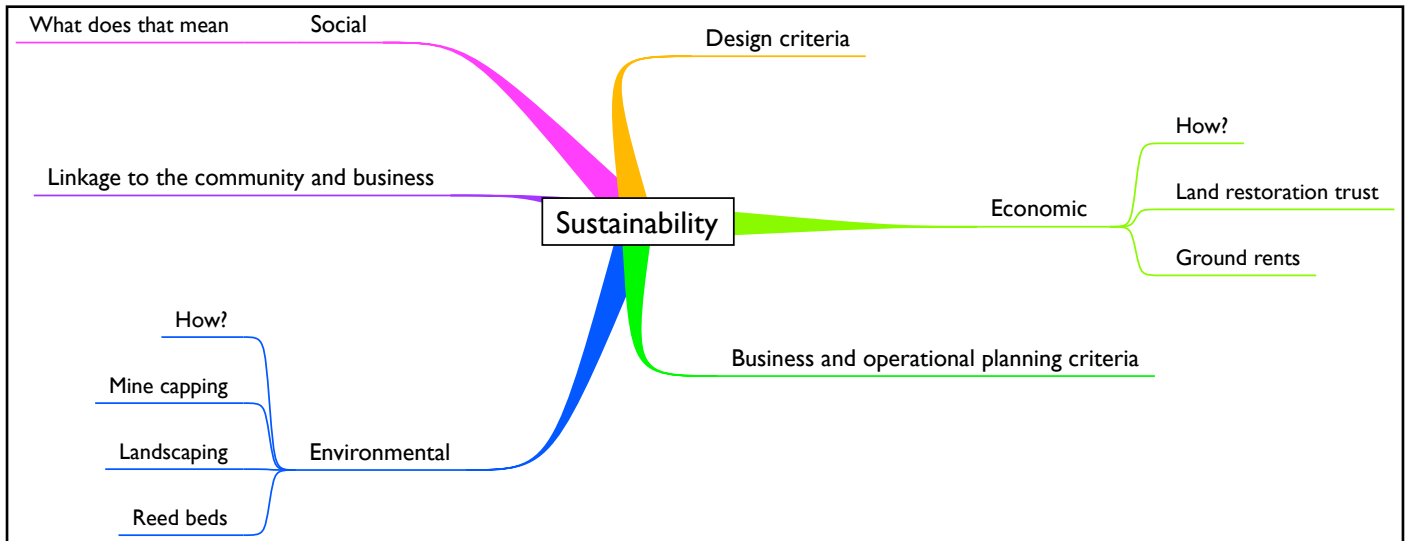 What does that mean
Social
Design criteria
How?
Linkage to the community and business
Land restoration trust
Economic
Sustainability
Ground rents
How?
Business and operational planning criteria
Mine capping
Landscaping
Environmental
Reed beds